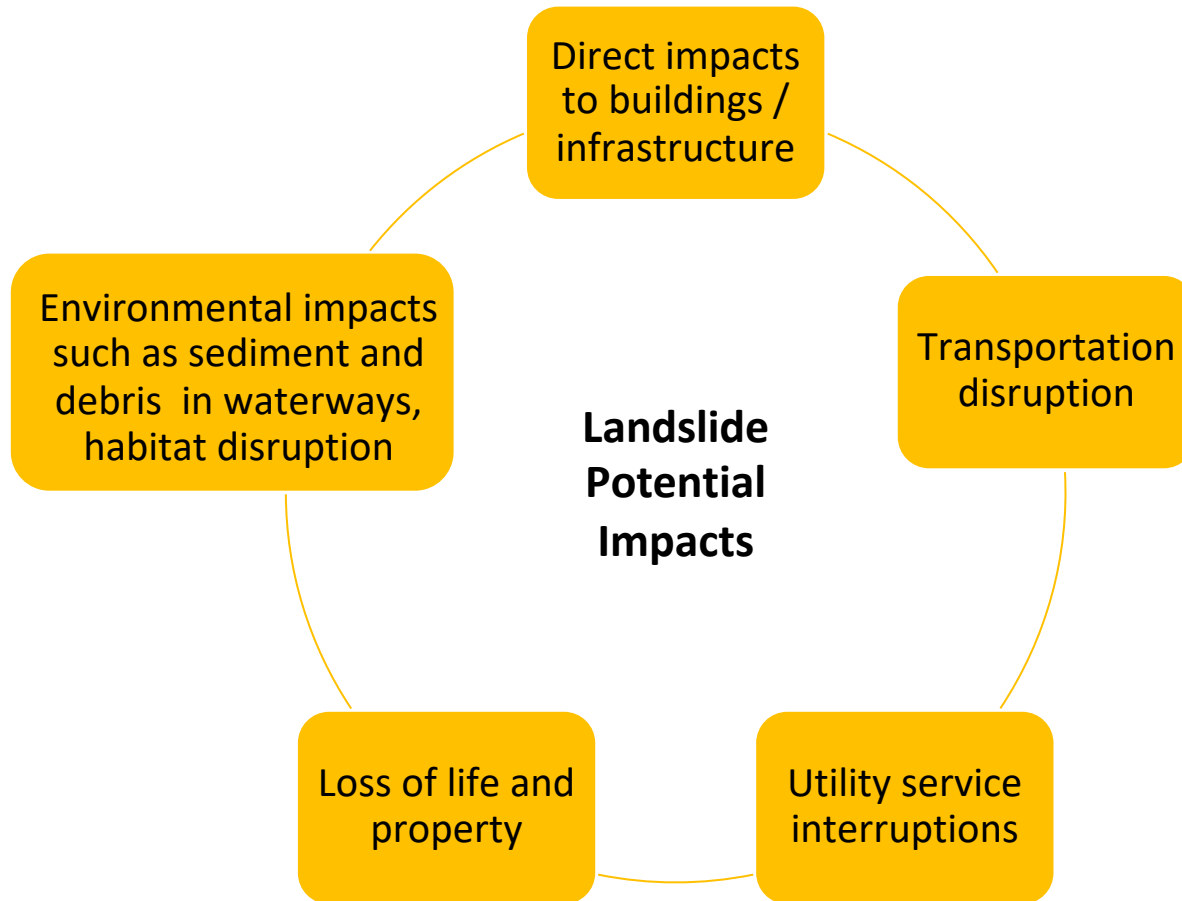 Direct impacts
to buildings /
infrastructure
Transportation
disruption
Utility service
interruptions
Loss of life and
property
Environmental impacts
such as sediment and
debris  in waterways,
habitat disruption
Landslide
Potential
Impacts